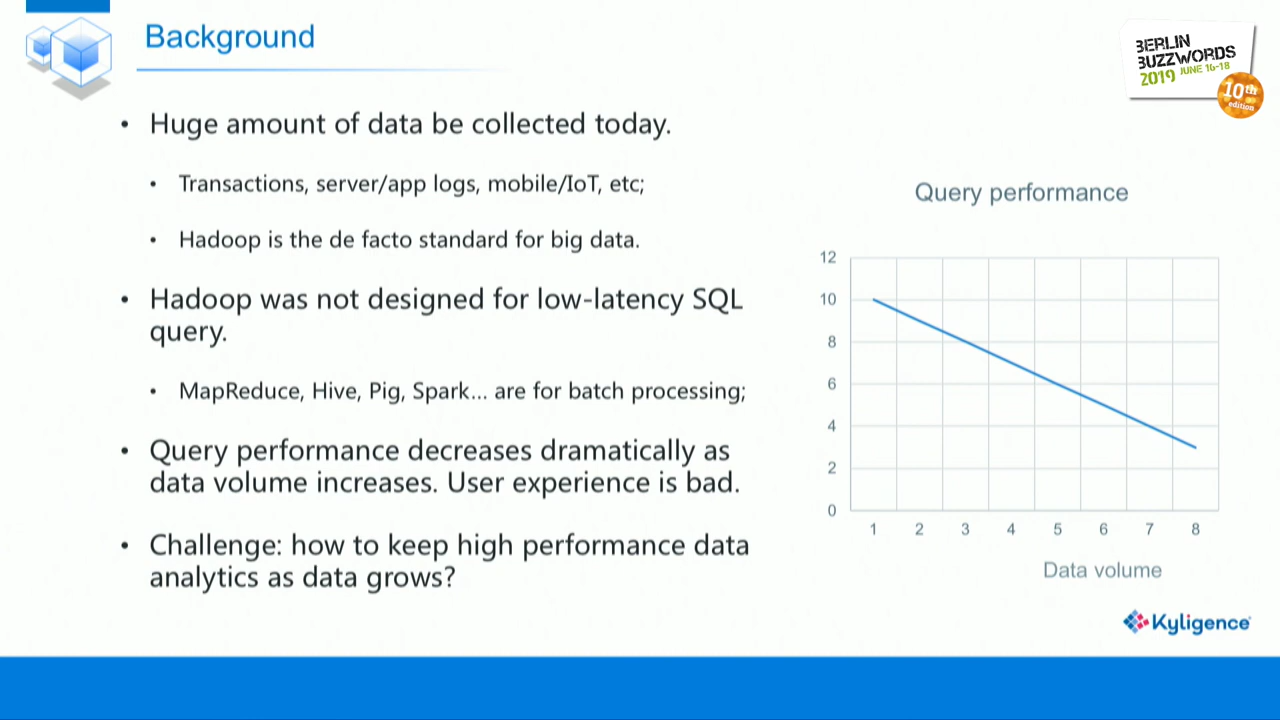 Background
BERLIN
BUZZWORDS
2019 JUNE 16-18
10th
edition
• Huge amount of data be collected today.
• Transactions, server/app logs, mobile/IoT, etc;
• Hadoop is the de facto standard for big data.
• Hadoop was not designed for low-latency SQL
query.
• MapReduce, Hive, Pig, Spark... are for batch processing;
• Query performance decreases dramatically as
data volume increases. User experience is bad.
• Challenge: how to keep high performance data
analytics as data grows?
Query performance
12
10
8
6
4
2
0
1 2 3 4 5 6 7 8
Data volume
Kyligence